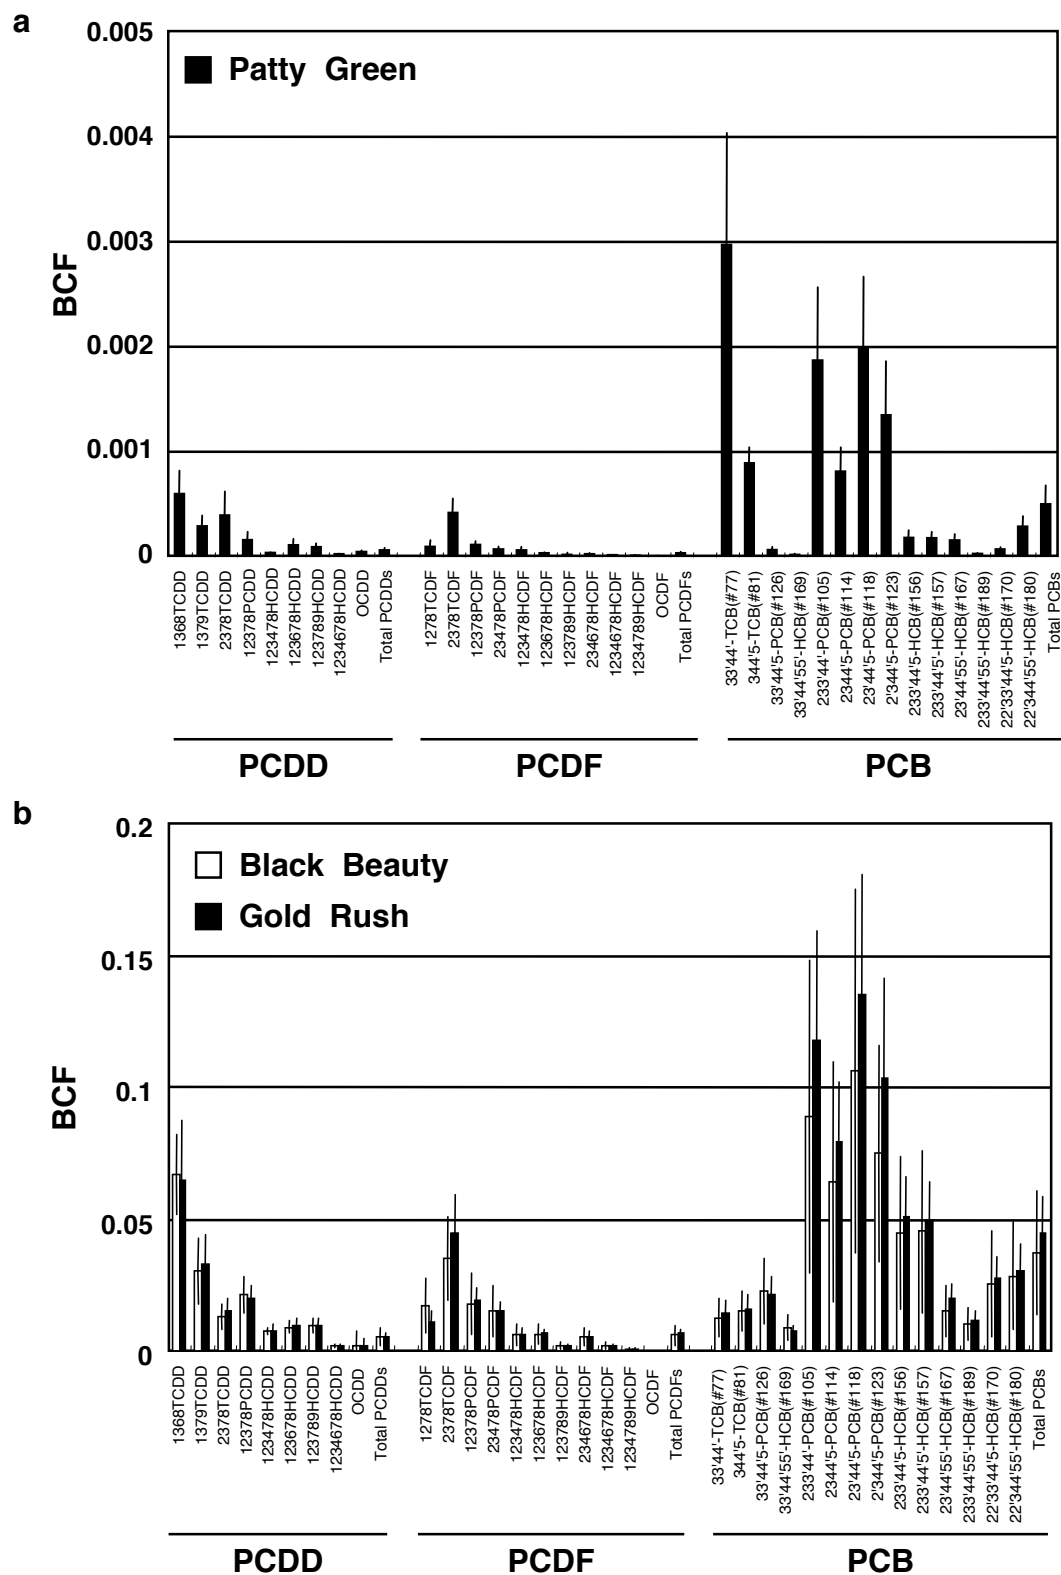 a
0.005
Patty Green
0.004
0.003
BCF
0.002
0.001
0
1368TCDD
1379TCDD
2378TCDD
12378PCDD
123478HCDD
123678HCDD
123789HCDD
1234678HCDD
OCDD
Total PCDDs
1278TCDF
2378TCDF
12378PCDF
23478PCDF
123478HCDF
123678HCDF
123789HCDF
234678HCDF
1234678HCDF
1234789HCDF
OCDF
Total PCDFs
33'44'-TCB(#77)
344'5-TCB(#81)
33'44'5-PCB(#126)
33'44'55'-HCB(#169)
233'44'-PCB(#105)
2344'5-PCB(#114)
23'44'5-PCB(#118)
2'344'5-PCB(#123)
233'44'5-HCB(#156)
233'44'5'-HCB(#157)
23'44'55'-HCB(#167)
233'44'55'-HCB(#189)
22'33'44'5-HCB(#170)
22'344'55'-HCB(#180)
Total PCBs
PCDD
PCDF
PCB
b
0.2
Black Beauty
Gold Rush
0.15
BCF
0.1
0.05
0
1368TCDD
1379TCDD
2378TCDD
12378PCDD
123478HCDD
123678HCDD
123789HCDD
1234678HCDD
OCDD
Total PCDDs
1278TCDF
2378TCDF
12378PCDF
23478PCDF
123478HCDF
123678HCDF
123789HCDF
234678HCDF
1234678HCDF
1234789HCDF
OCDF
Total PCDFs
33'44'-TCB(#77)
344'5-TCB(#81)
33'44'5-PCB(#126)
33'44'55'-HCB(#169)
233'44'-PCB(#105)
2344'5-PCB(#114)
23'44'5-PCB(#118)
2'344'5-PCB(#123)
233'44'5-HCB(#156)
233'44'5'-HCB(#157)
23'44'55'-HCB(#167)
233'44'55'-HCB(#189)
22'33'44'5-HCB(#170)
22'344'55'-HCB(#180)
Total PCBs
PCDD
PCDF
PCB